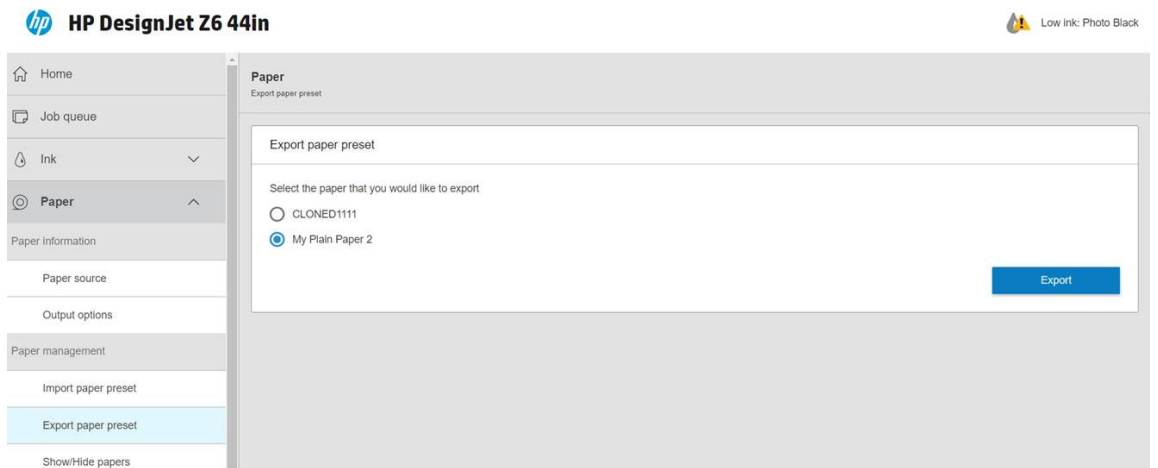 hp HP DesignJet Z6 44in
Low ink: Photo Black
Home
Job queue
Ink
Paper
Paper information
Paper source
Output options
Paper management
Import paper preset
Export paper preset
Show/Hide papers
Paper
Export paper preset
Export paper preset
Select the paper that you would like to export
CLONED1111
My Plain Paper 2
Export